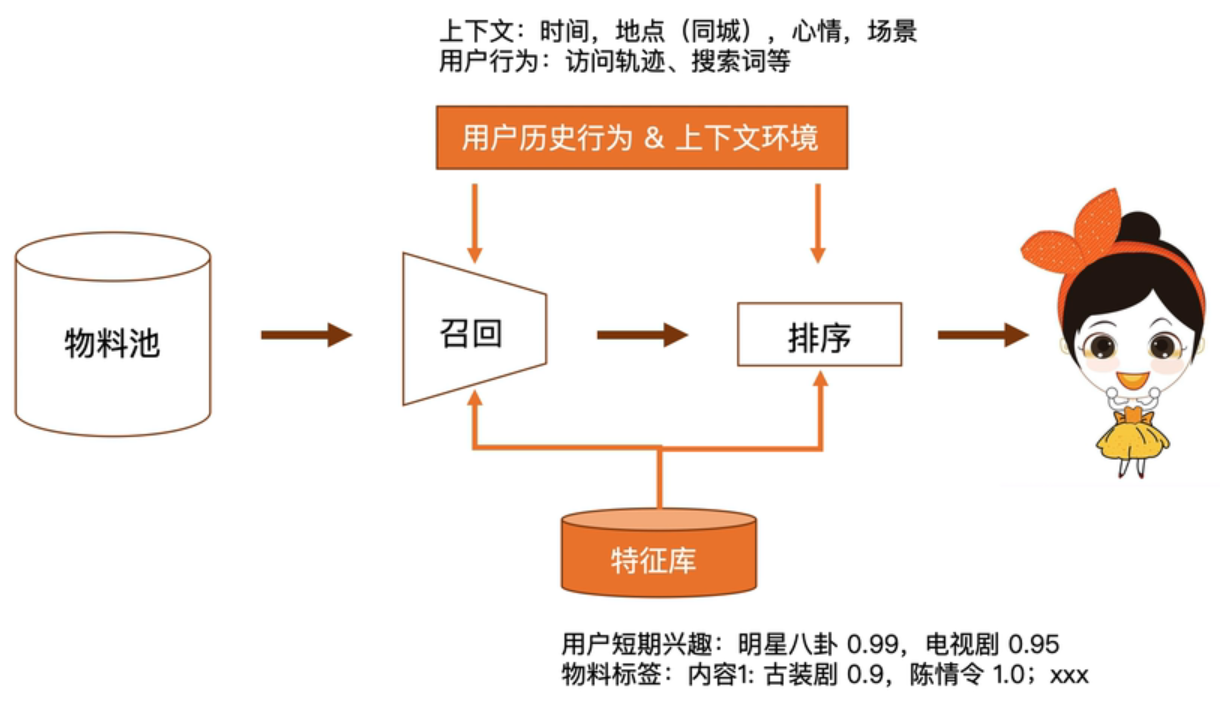 上下文：时间，地点（同城），心情，场景
用户行为：访问轨迹、搜索词等
用户历史行为 & 上下文环境
物料池
召回
排序
特征库
用户短期兴趣：明星八卦 0.99，电视剧 0.95
物料标签：内容1: 古装剧 0.9，陈情令 1.0；xxx